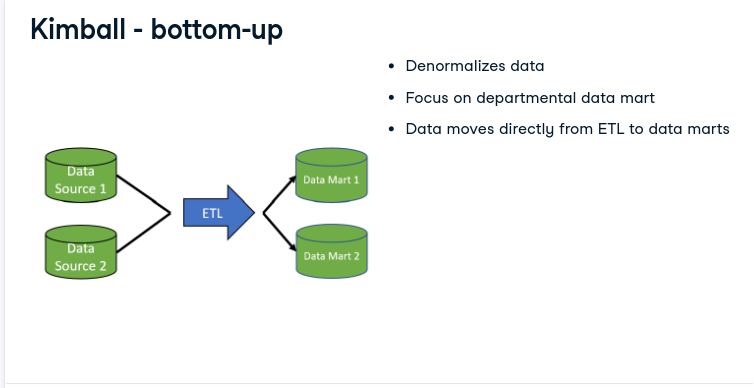 Kimball - bottom-up
• Denormalizes data
• Focus on departmental data mart
• Data moves directly from ETL to data marts
Data
Source 1
Data
Source 2
ETL
Data Mart 1
Data Mart 2